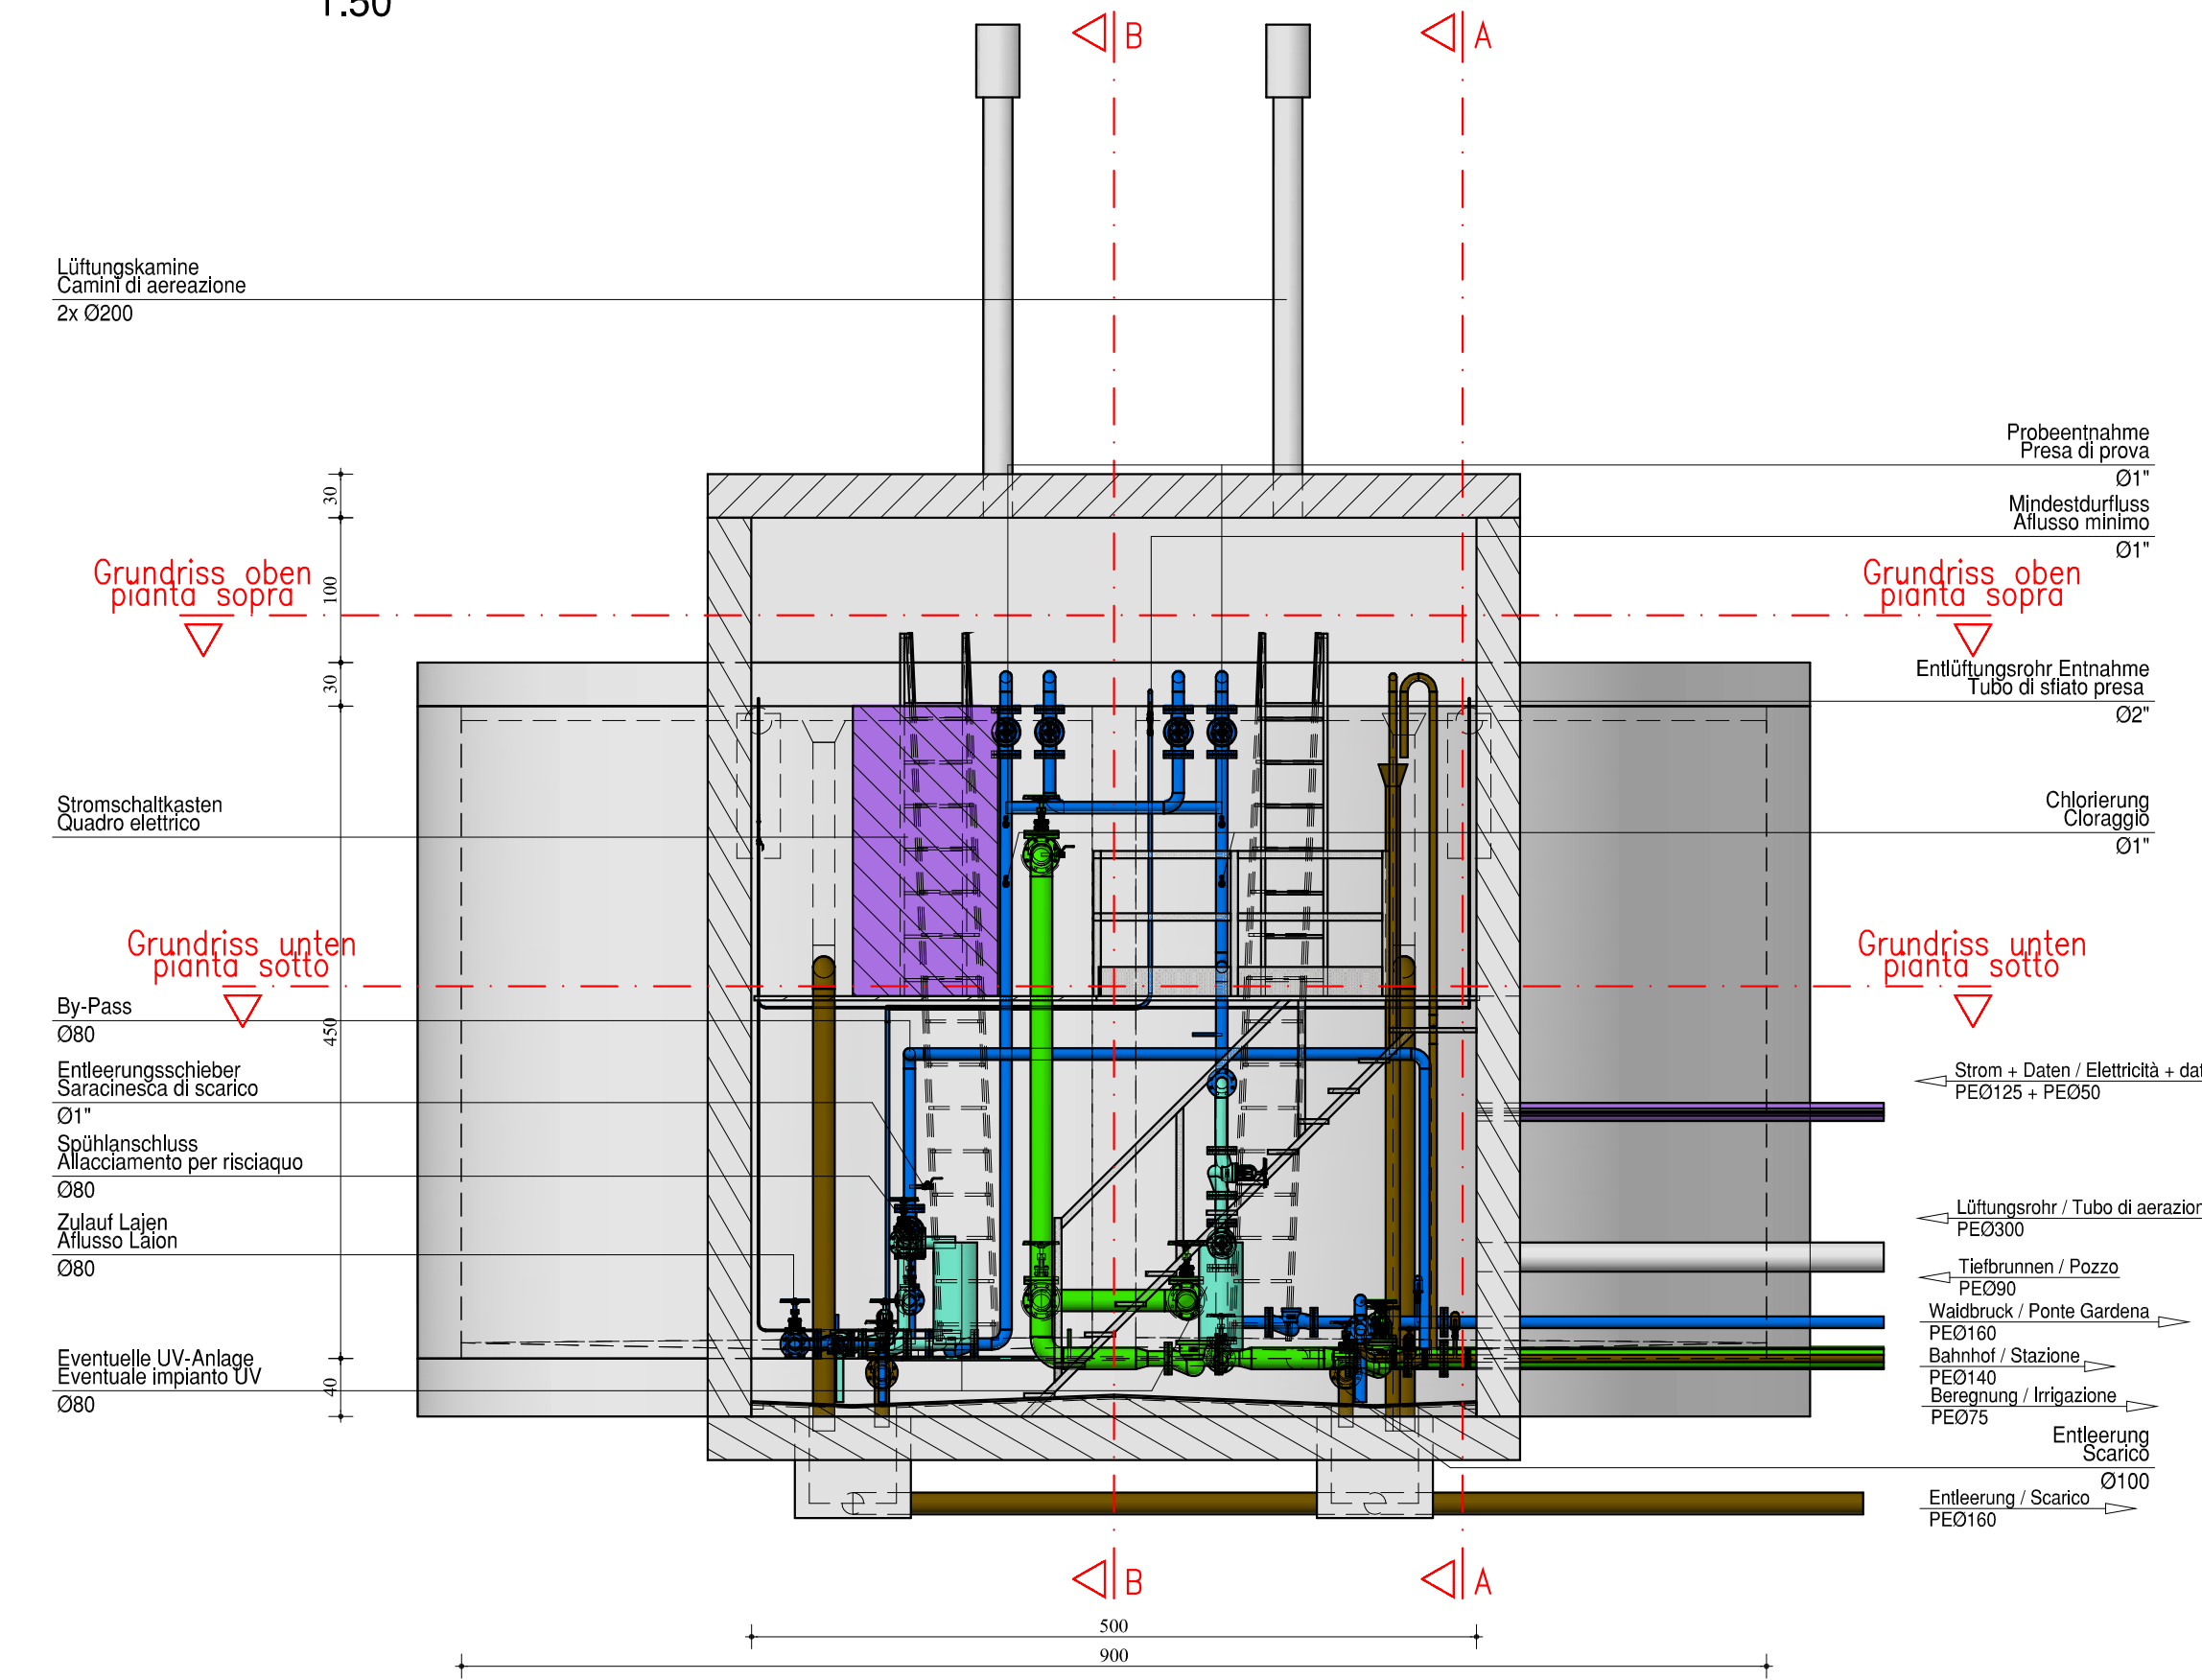 1:50
B
A
Lüftungskamine
Camini di aereazione
2x Ø200
Probeentnahme
Presa di prova
Ø1"
Mindestdurfluss
Aflusso minimo
Ø1"
30
100
30
450
40
Grundriss oben
pianta sopra
Grundriss oben
pianta sopra
Entlüftungsrohr Entnahme
Tubo di sfiato presa
Ø2"
Stromschaltkasten
Quadro elettrico
Chlorierung
Cloraggio
Ø1"
Grundriss unten
pianta sotto
Grundriss unten
pianta sotto
By-Pass
Ø80
Entleerungsschieber
Saracinesca di scarico
Ø1"
Spühlanschluss
Allacciamento per risciaquo
Ø80
Zulauf Lajen
Aflusso Laion
Ø80
Eventuelle UV-Anlage
Eventuale impianto UV
Ø80
Strom + Daten / Elettricità + dat
PEØ125 + PEØ50
Lüftungsrohr / Tubo di aerazion
PEØ300
Tiefbrunnen / Pozzo
PEØ90
Waidbruck / Ponte Gardena
PEØ160
Bahnhof / Stazione
PEØ140
Beregnung / Irrigazione
PEØ75
Entleerung
Scarico
Ø100
Entleerung / Scarico
PEØ160
B
A
500
900